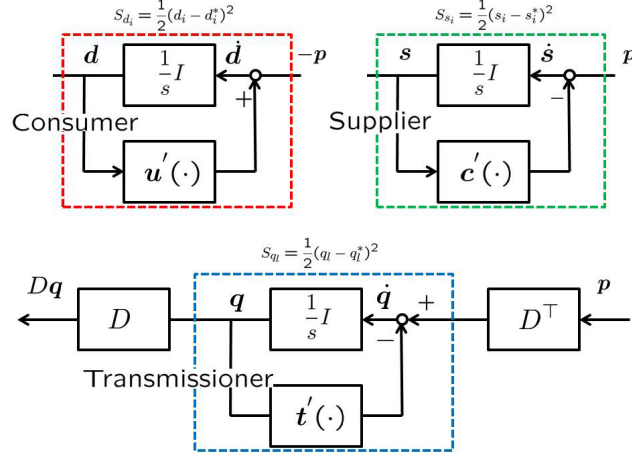 S_{d_i} = \frac{1}{2}(d_i - d_i^*)^2
S_{s_i} = \frac{1}{2}(s_i - s_i^*)^2
d
\frac{1}{s}I
\dot{d}
-p
+
Consumer
u′(·)
s
\frac{1}{s}I
\dot{s}
p
−
Supplier
c′(·)
S_{q_l} = \frac{1}{2}(q_l - q_l^*)^2
Dq
D
q
\frac{1}{s}I
\dot{q}
+
−
D^⊤
p
Transmissioner
t′(·)